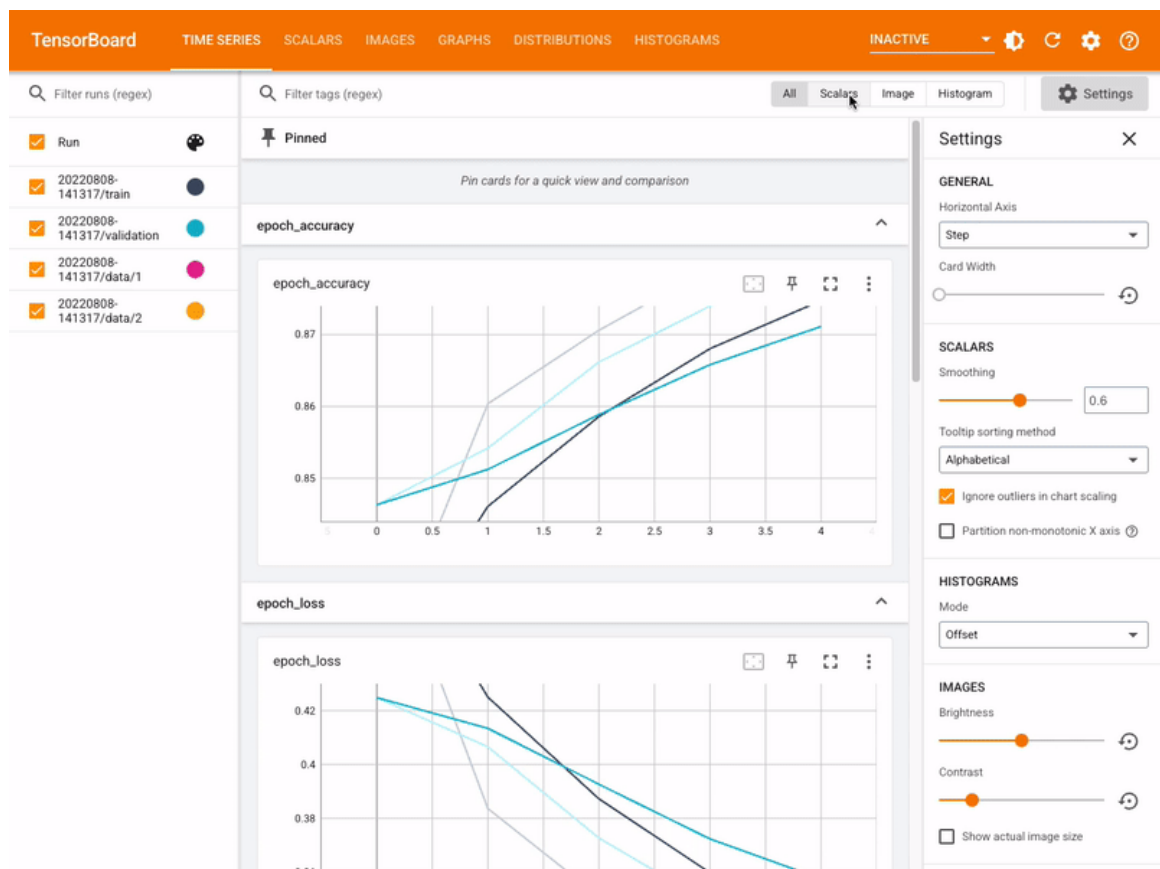 TensorBoard TIME SERIES SCALARS IMAGES GRAPHS DISTRIBUTIONS HISTOGRAMS INACTIVE
Filter runs (regex)
Filter tags (regex) All Scalars Image Histogram Settings
Run
20220808-
141317/train
20220808-
141317/validation
20220808-
141317/data/1
20220808-
141317/data/2
Pinned
Pin cards for a quick view and comparison
epoch_accuracy
epoch_accuracy
0.87
0.86
0.85
0 0.5 1 1.5 2 2.5 3 3.5 4
epoch_loss
epoch_loss
0.42
0.4
0.38
Settings
GENERAL
Horizontal Axis
Step
Card Width
SCALARS
Smoothing
0.6
Tooltip sorting method
Alphabetical
Ignore outliers in chart scaling
Partition non-monotonic X axis
HISTOGRAMS
Mode
Offset
IMAGES
Brightness
Contrast
Show actual image size